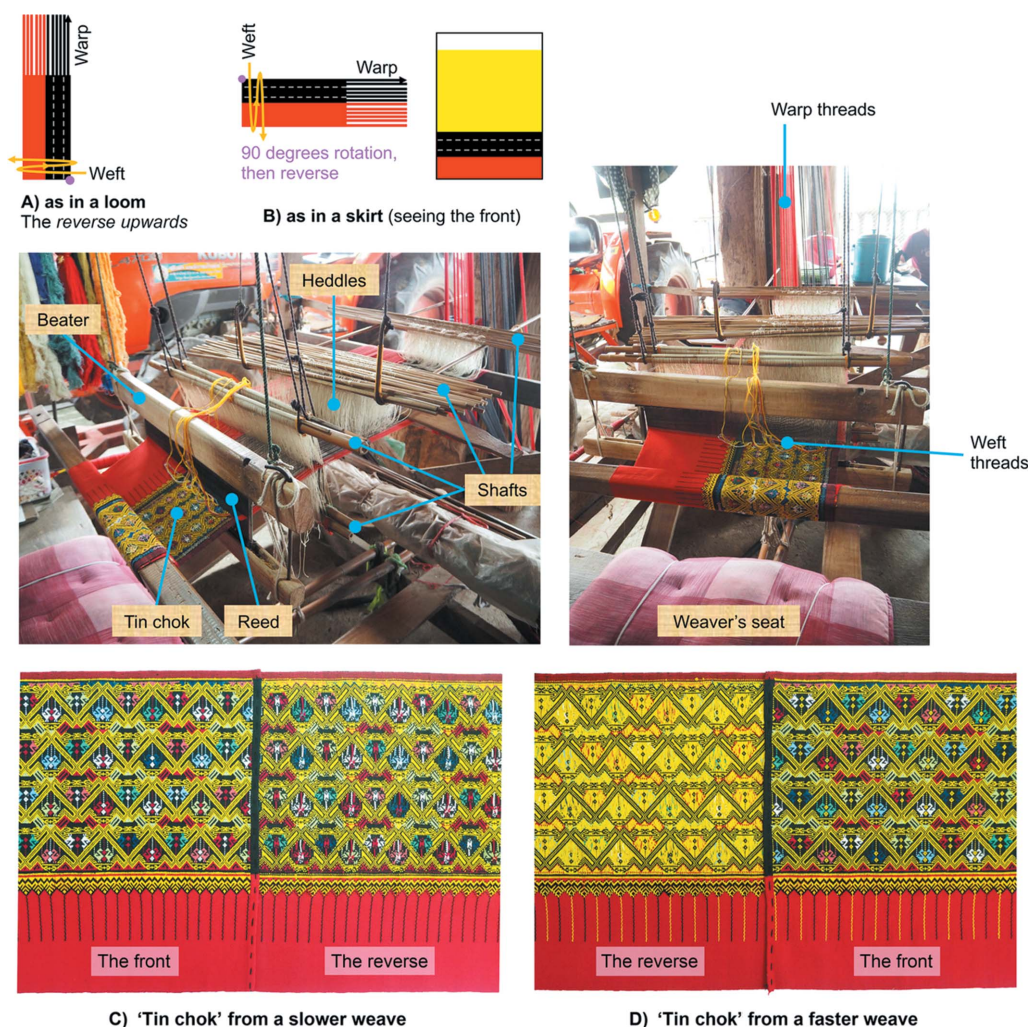 Warp
Weft
A) as in a loom
The reverse upwards
Weft
Warp
90 degrees rotation,
then reverse
B) as in a skirt (seeing the front)
Warp threads
Beater
Heddles
Shafts
Tin chok
Reed
Weft
threads
Weaver's seat
The front
The reverse
C) 'Tin chok' from a slower weave
The reverse
The front
D) 'Tin chok' from a faster weave